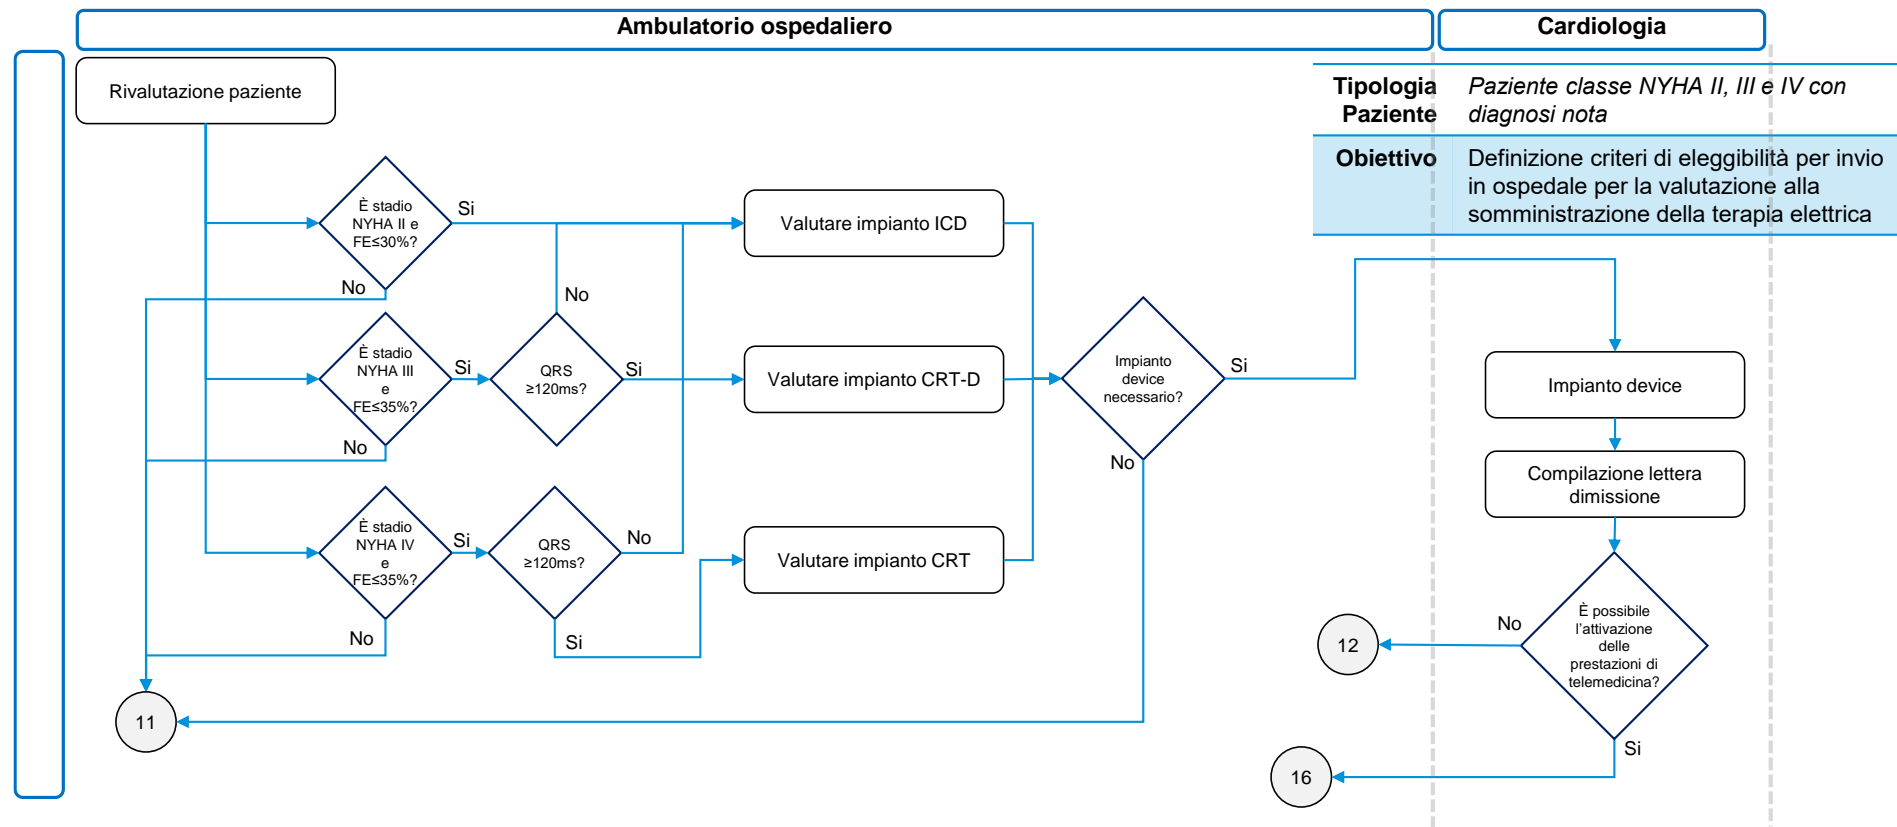 Ambulatorio ospedaliero
Cardiologia
Rivalutazione paziente
Tipologia
Paziente
Paziente classe NYHA II, III e IV con
diagnosi nota
Obiettivo
Definizione criteri di eleggibilità per invio
in ospedale per la valutazione alla
somministrazione della terapia elettrica
È stadio
NYHA II e
FE≤30%?
Si
No
Valutare impianto ICD
È stadio
NYHA III
e
FE≤35%?
Si
No
QRS
≥120ms?
No
Si
Valutare impianto CRT-D
È stadio
NYHA IV
e
FE≤35%?
Si
No
QRS
≥120ms?
No
Si
Valutare impianto CRT
Impianto
device
necessario?
Si
No
Impianto device
Compilazione lettera
dimissione
È possibile
l'attivazione
delle
prestazioni di
telemedicina?
No
Si
12
11
16